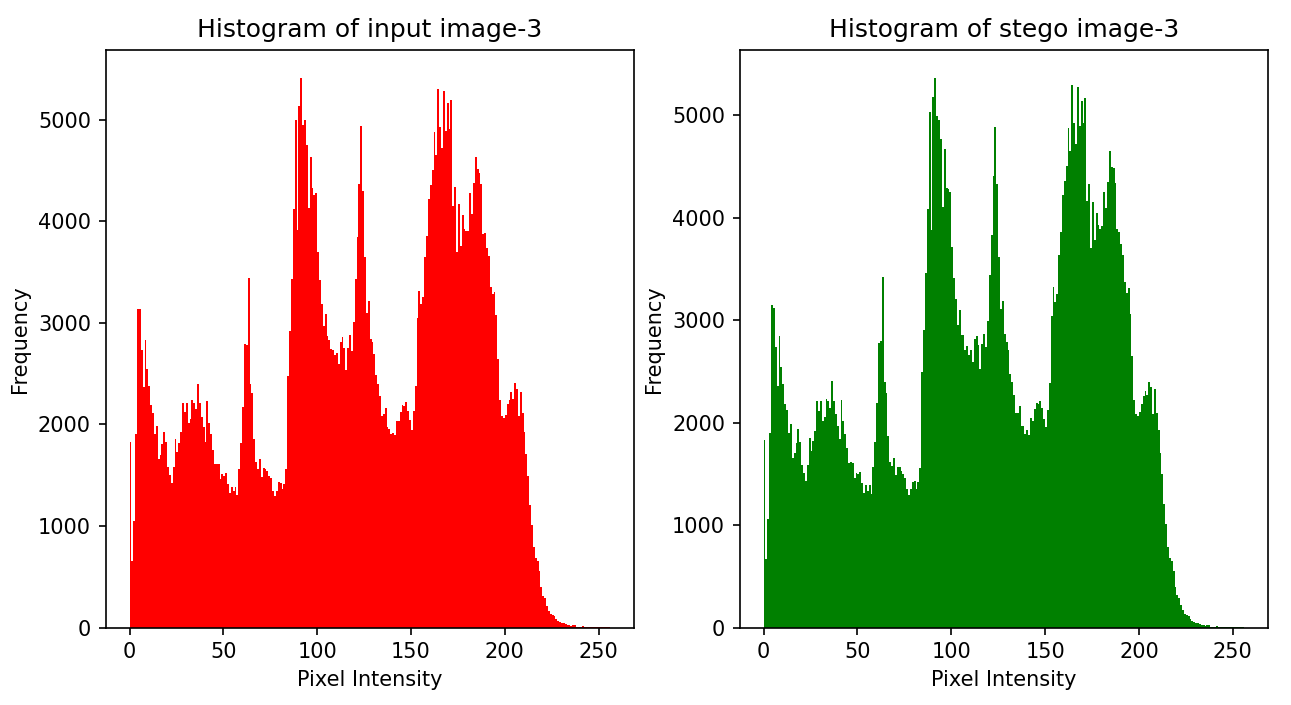 Histogram of input image-3
Frequency
5000
4000
3000
2000
1000
0
0 50 100 150 200 250
Pixel Intensity
Histogram of stego image-3
Frequency
5000
4000
3000
2000
1000
0
0 50 100 150 200 250
Pixel Intensity